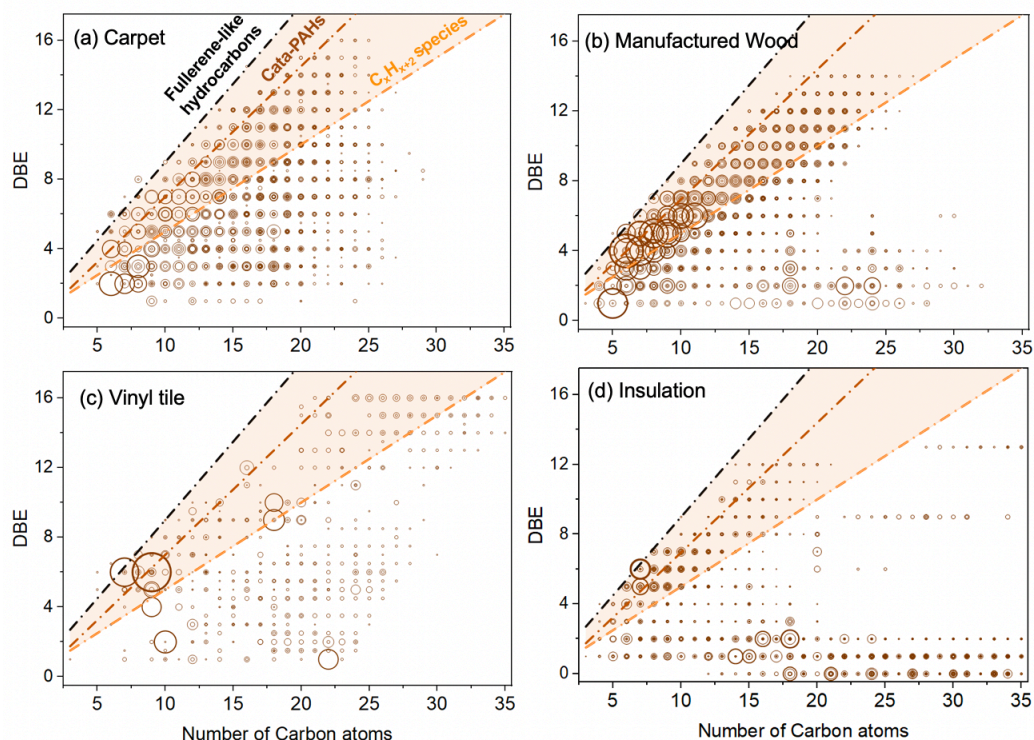 (a) Carpet
Fullerene-like
hydrocarbons
Cata-PAHs
CxHx+2 species
DBE
16
12
8
4
0
5 10 15 20 25 30 35
(b) Manufactured Wood
DBE
16
12
8
4
0
5 10 15 20 25 30 35
(c) Vinyl tile
DBE
16
12
8
4
0
5 10 15 20 25 30 35
Number of Carbon atoms
(d) Insulation
DBE
16
12
8
4
0
5 10 15 20 25 30 35
Number of Carbon atoms